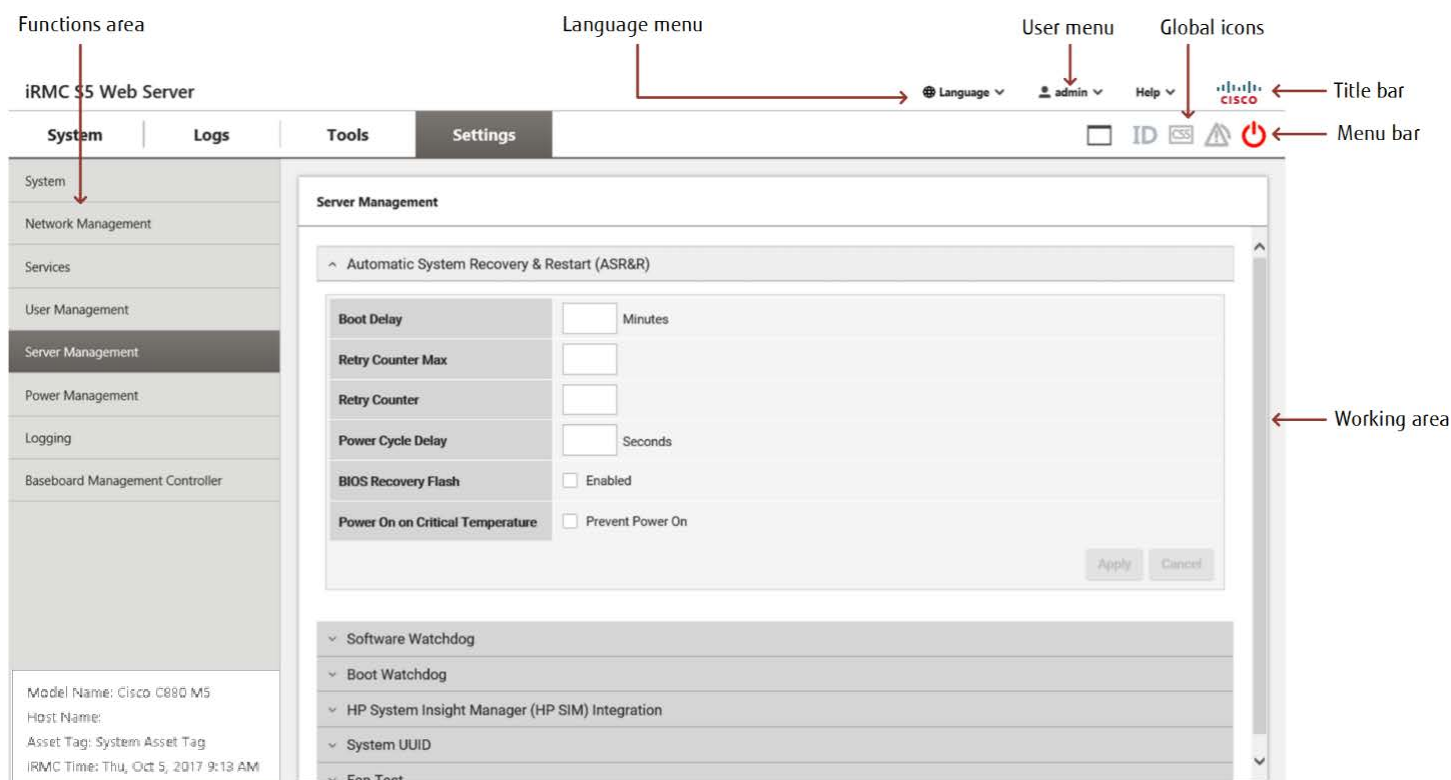 Functions area
Language menu
User menu
Global icons
iRMC S5 Web Server
Language
admin
Help
CISCO
Title bar
System
Logs
Tools
Settings
ID
CSS
Menu bar
System
Network Management
Services
User Management
Server Management
Power Management
Logging
Baseboard Management Controller
Server Management
Automatic System Recovery & Restart (ASR&R)
Boot Delay
Minutes
Retry Counter Max
Retry Counter
Power Cycle Delay
Seconds
BIOS Recovery Flash
Enabled
Power On on Critical Temperature
Prevent Power On
Apply
Cancel
Working area
Software Watchdog
Boot Watchdog
HP System Insight Manager (HP SIM) Integration
System UUID
Fan Test
Model Name: Cisco C880 M5
Host Name:
Asset Tag: System Asset Tag
iRMC Time: Thu, Oct 5, 2017 9:13 AM